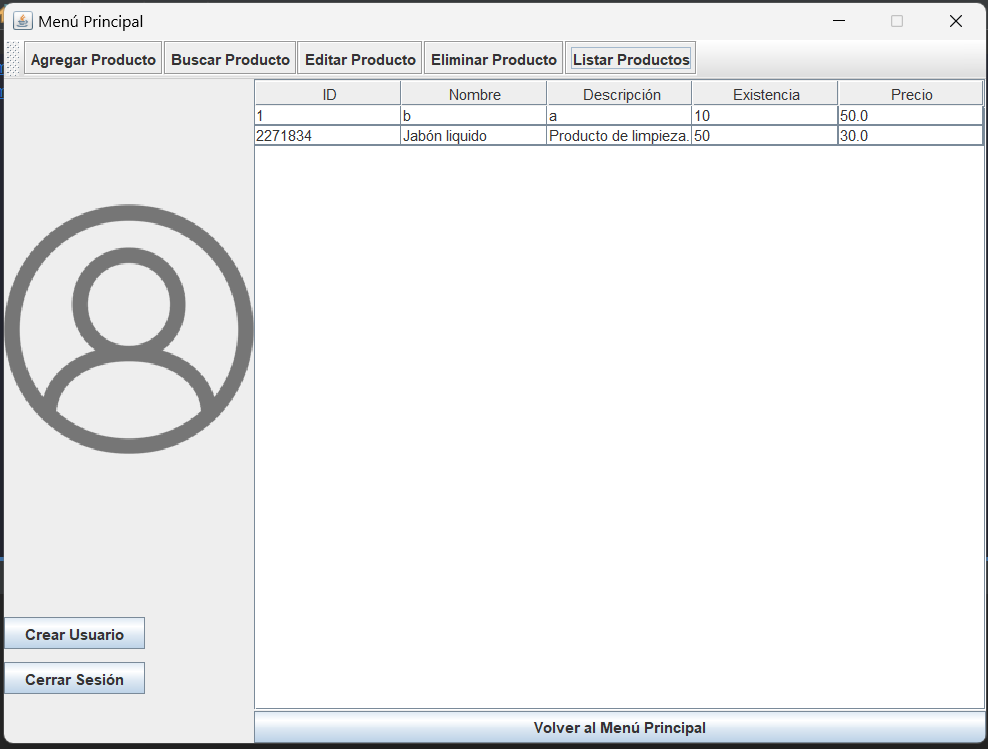 Menú Principal
Agregar Producto Buscar Producto Editar Producto Eliminar Producto Listar Productos
ID Nombre Descripción Existencia Precio
1 b a 10 50.0
2271834 Jabón liquido Producto de limpieza. 50 30.0
Crear Usuario
Cerrar Sesión
Volver al Menú Principal